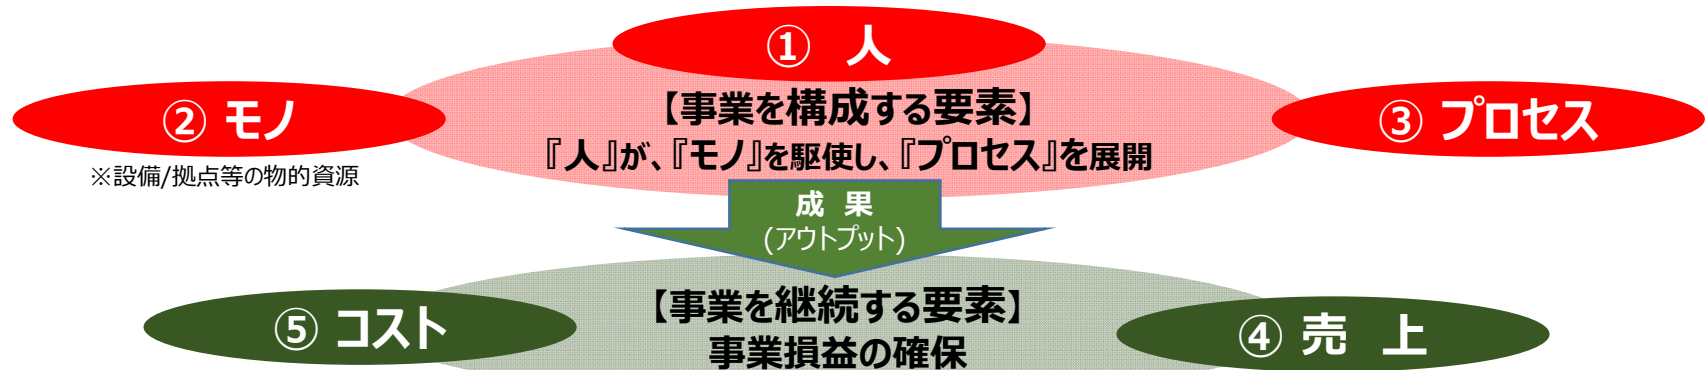 ① 人
② モノ
※設備/拠点等の物的資源
【事業を構成する要素】
『人』が、『モノ』を駆使し、『プロセス』を展開
③ プロセス
成 果
(アウトプット)
⑤ コスト
【事業を継続する要素】
事業損益の確保
④ 売 上